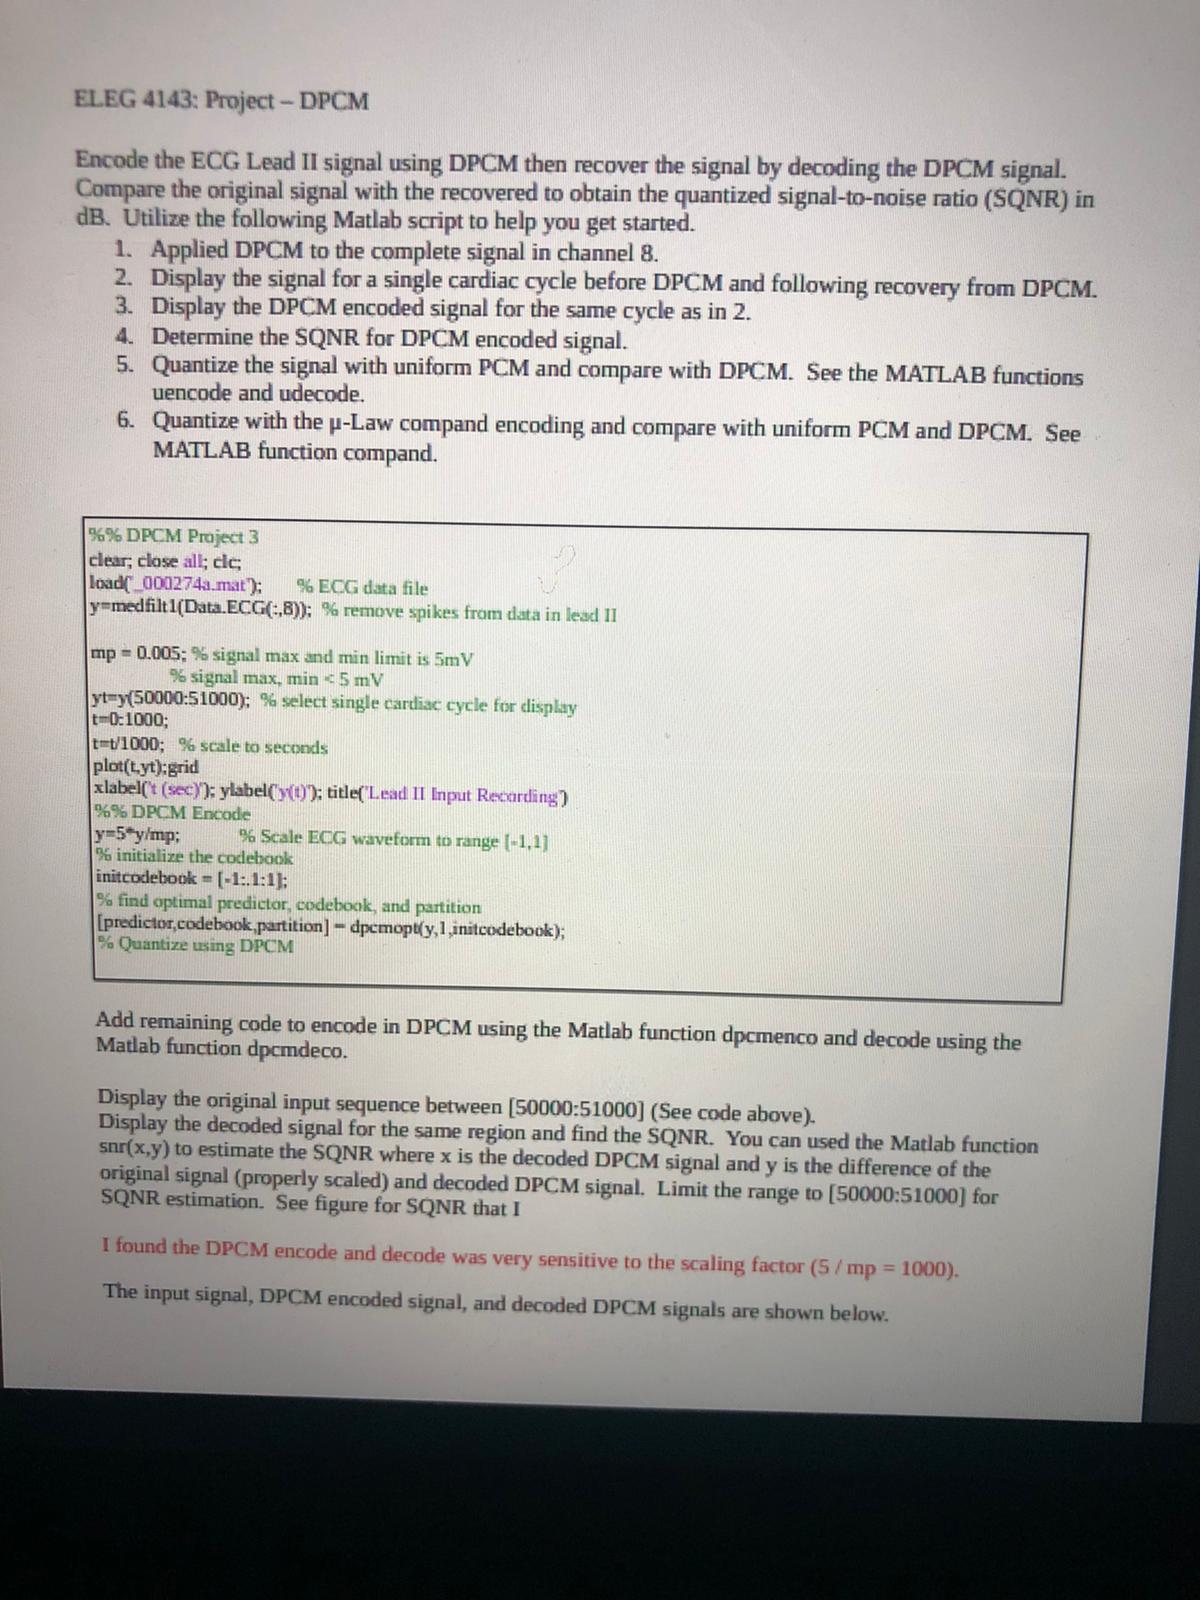 ELEG 4143: Project – DPCM
Encode the ECG Lead II signal using DPCM then recover the signal by decoding the DPCM signal.
Compare the original signal with the recovered to obtain the quantized signal-to-noise ratio (SQNR) in
dB. Utilize the following Matlab script to help you get started.
1. Applied DPCM to the complete signal in channel 8.
2. Display the signal for a single cardiac cycle before DPCM and following recovery from DPCM.
3. Display the DPCM encoded signal for the same cycle as in 2.
4. Determine the SQNR for DPCM encoded signal.
5. Quantize the signal with uniform PCM and compare with DPCM. See the MATLAB functions
uencode and udecode.
6. Quantize with the μ-Law compand encoding and compare with uniform PCM and DPCM. See
MATLAB function compand.
%% DPCM Project 3
clear; close all; clc;
load('_000274a.mat'); % ECG data file
y=medfilt1(Data.ECG(:,8)); % remove spikes from data in lead II
mp = 0.005; % signal max and min limit is 5mV
% signal max, min < 5 mV
yt=y(50000:51000); % select single cardiac cycle for display
t=0:1000;
t=t/1000; % scale to seconds
plot(t,yt);grid
xlabel('t (sec)'); ylabel('y(t)'); title('Lead II Input Recording')
%% DPCM Encode
y=5*y/mp; % Scale ECG waveform to range [-1,1]
% initialize the codebook
initcodebook = [-1:.1:1];
% find optimal predictor, codebook, and partition
[predictor,codebook,partition] = dpcmopt(y,1,initcodebook);
% Quantize using DPCM
Add remaining code to encode in DPCM using the Matlab function dpcmenco and decode using the
Matlab function dpcmdeco.
Display the original input sequence between [50000:51000] (See code above).
Display the decoded signal for the same region and find the SQNR. You can used the Matlab function
snr(x,y) to estimate the SQNR where x is the decoded DPCM signal and y is the difference of the
original signal (properly scaled) and decoded DPCM signal. Limit the range to [50000:51000] for
SQNR estimation. See figure for SQNR that I
I found the DPCM encode and decode was very sensitive to the scaling factor (5 / mp = 1000).
The input signal, DPCM encoded signal, and decoded DPCM signals are shown below.